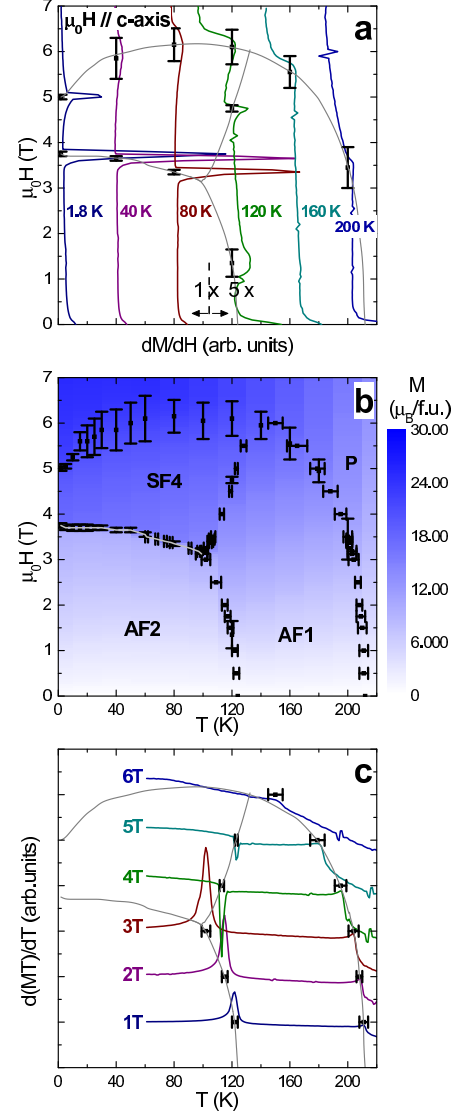 7
6
5
4
3
2
1
0
μ₀H // c-axis
a
1.8 K
40 K
80 K
120 K
160 K
200 K
1 x 5 x
μ₀H (T)
dM/dH (arb. units)
7
6
5
4
3
2
1
0
b
SF4
P
AF2
AF1
μ₀H (T)
0 40 80 120 160 200
T (K)
M
(μB/f.u.)
30.00
24.00
18.00
12.00
6.000
0
c
6T
5T
4T
3T
2T
1T
d(MT)/dT (arb.units)
0 40 80 120 160 200
T (K)